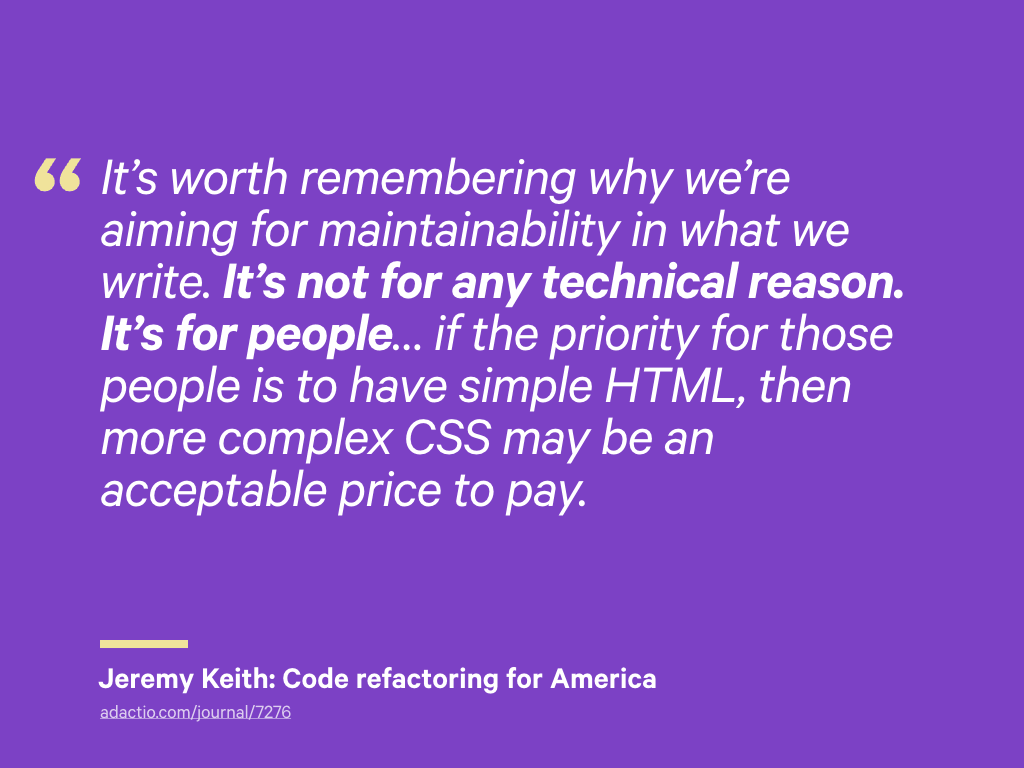 “It’s worth remembering why we’re
aiming for maintainability in what we
write. It’s not for any technical reason.
It’s for people… if the priority for those
people is to have simple HTML, then
more complex CSS may be an
acceptable price to pay.
Jeremy Keith: Code refactoring for America
adactio.com/journal/7276